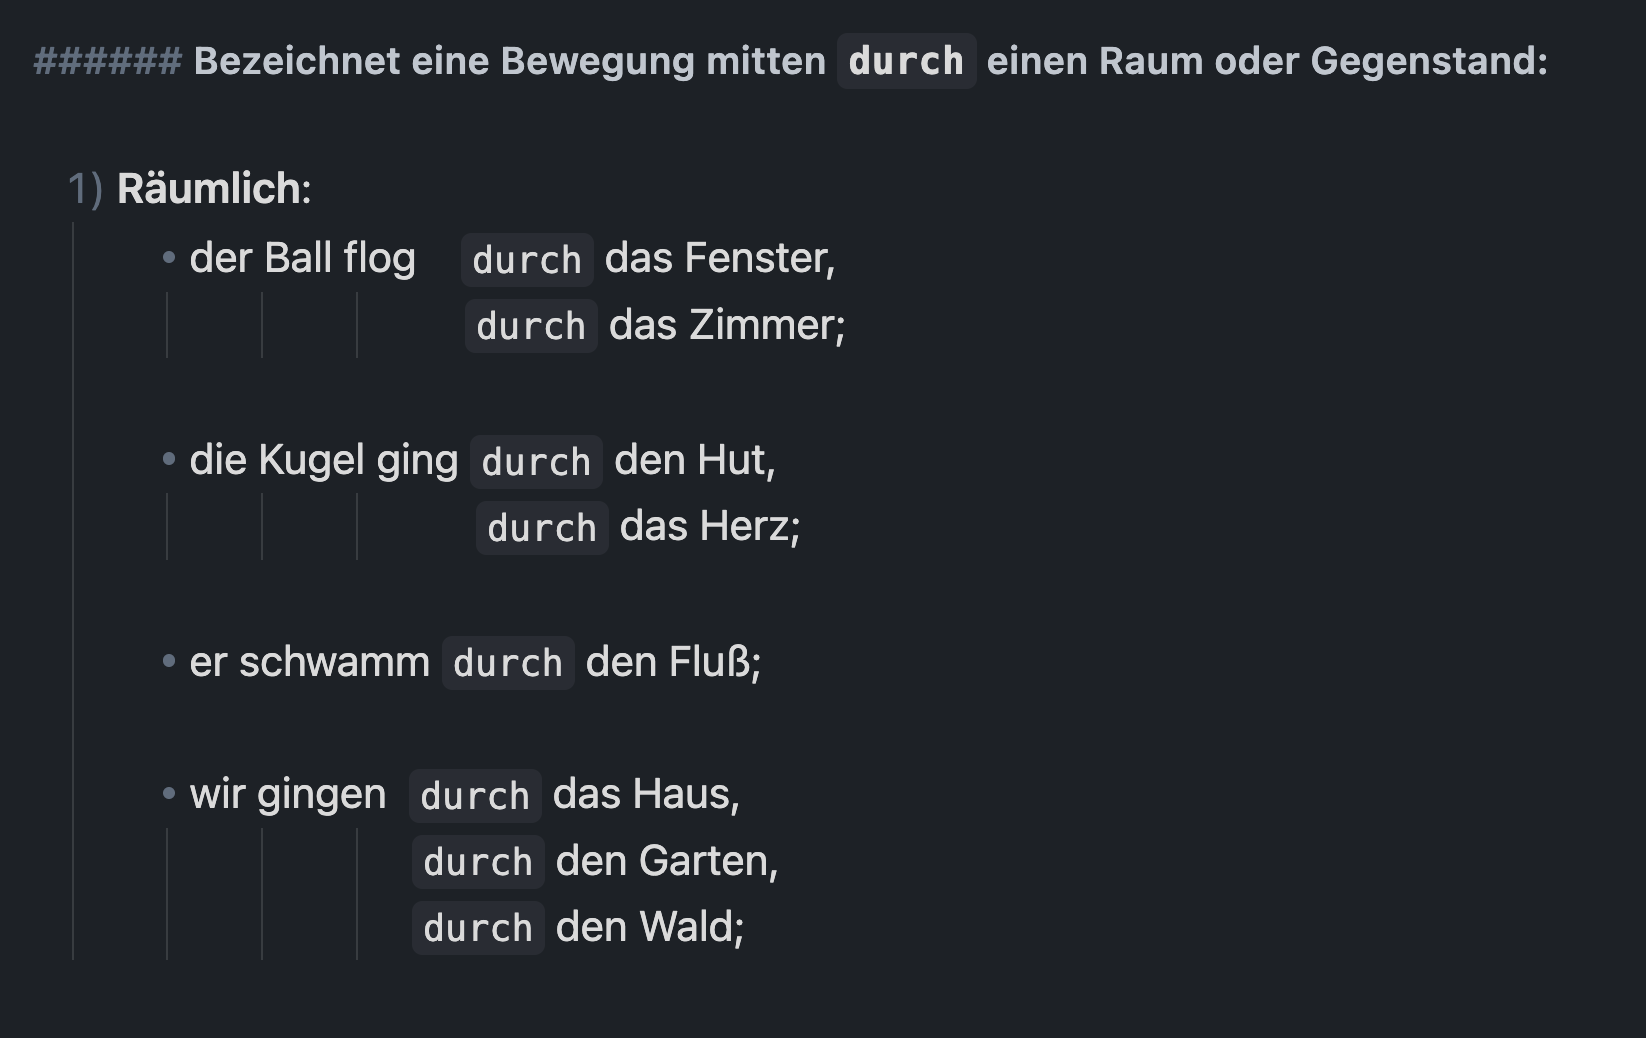 ###### Bezeichnet eine Bewegung mitten durch einen Raum oder Gegenstand:
1) Räumlich:
• der Ball flog durch das Fenster,
durch das Zimmer;
• die Kugel ging durch den Hut,
durch das Herz;
• er schwamm durch den Fluß;
• wir gingen durch das Haus,
durch den Garten,
durch den Wald;